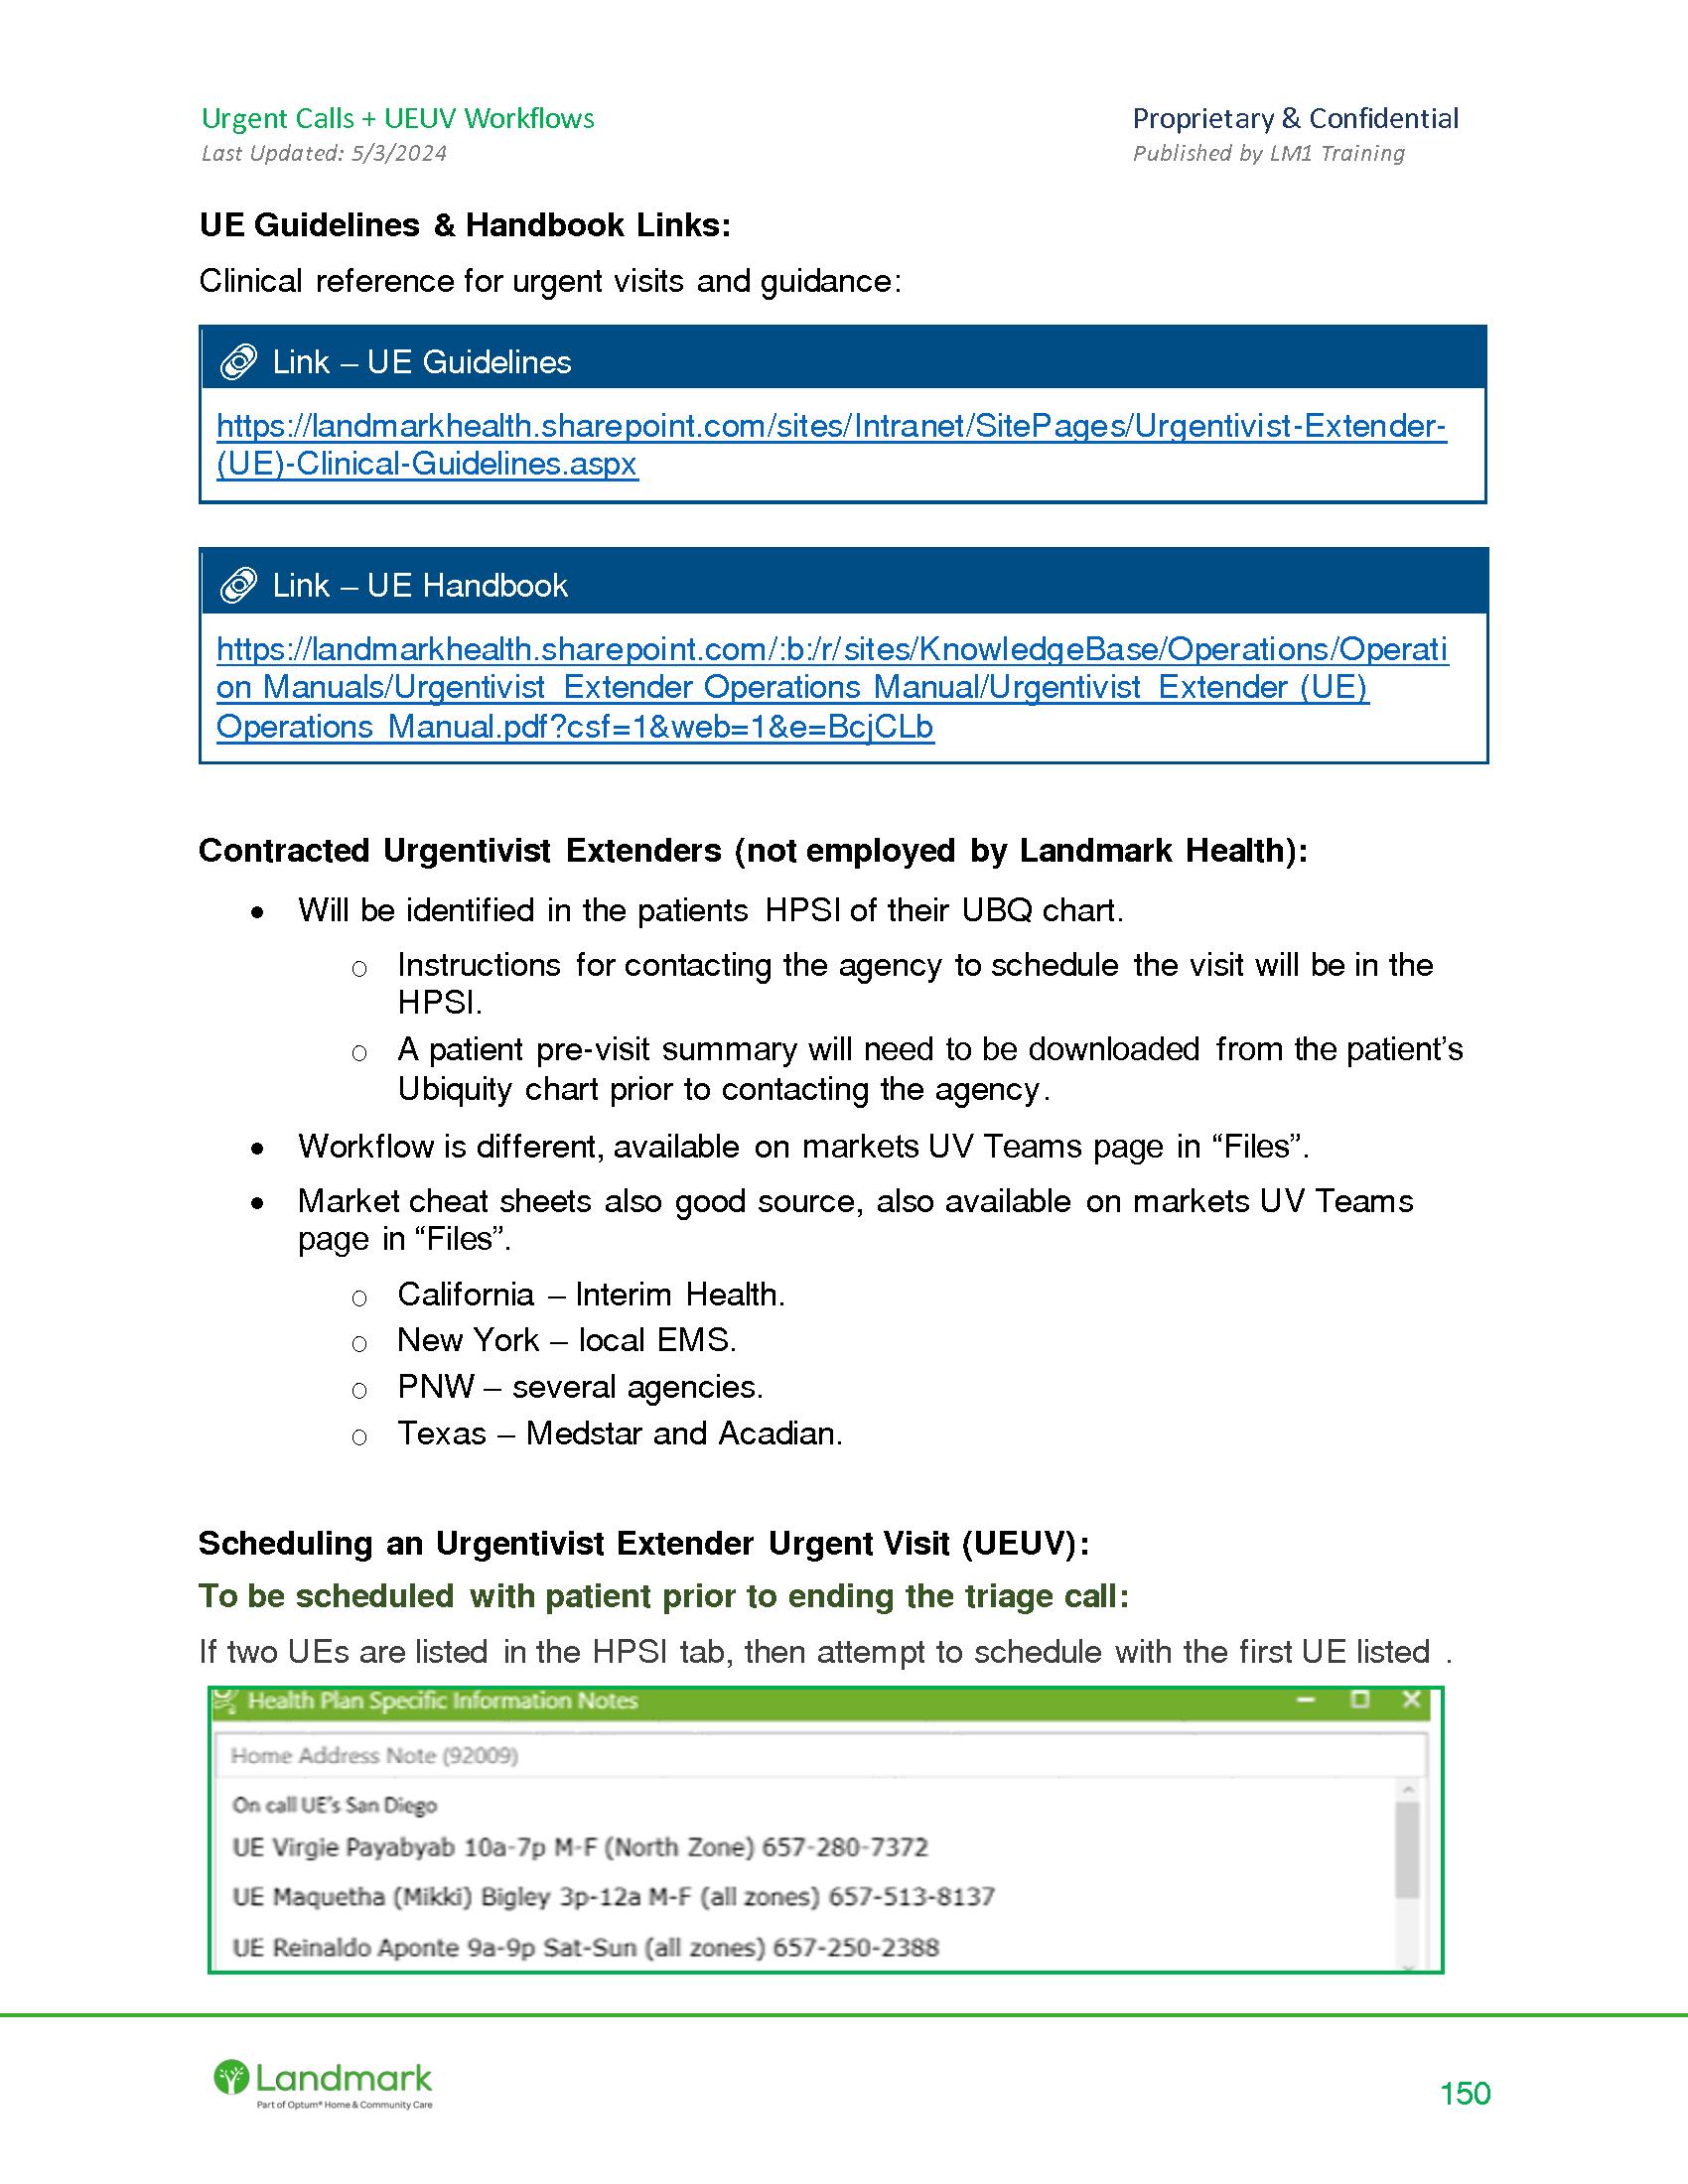 Urgent Calls + UEUV Workflows
Proprietary & Confidential
Last Updated: 5/3/2024
Published by LM1 Training
UE Guidelines & Handbook Links:
Clinical reference for urgent visits and guidance:
Link – UE Guidelines
https://landmarkhealth.sharepoint.com/sites/Intranet/SitePages/Urgentivist-Extender-
(UE)-Clinical-Guidelines.aspx
Link – UE Handbook
https://landmarkhealth.sharepoint.com/:b:/r/sites/KnowledgeBase/Operations/Operati
on Manuals/Urgentivist Extender Operations Manual/Urgentivist Extender (UE)
Operations Manual.pdf?csf=1&web=1&e=BcjCLb
Contracted Urgentivist Extenders (not employed by Landmark Health):
• Will be identified in the patients HPSI of their UBQ chart.
o Instructions for contacting the agency to schedule the visit will be in the
HPSI.
o A patient pre-visit summary will need to be downloaded from the patient’s
Ubiquity chart prior to contacting the agency.
• Workflow is different, available on markets UV Teams page in “Files”.
• Market cheat sheets also good source, also available on markets UV Teams
page in “Files”.
o California – Interim Health.
o New York – local EMS.
o PNW – several agencies.
o Texas – Medstar and Acadian.
Scheduling an Urgentivist Extender Urgent Visit (UEUV):
To be scheduled with patient prior to ending the triage call:
If two UEs are listed in the HPSI tab, then attempt to schedule with the first UE listed .
Health Plan Specific Information Notes
Home Address Note (92009)
On call UE's San Diego
UE Virgie Payabyab 10a-7p M-F (North Zone) 657-280-7372
UE Maquetha (Mikki) Bigley 3p-12a M-F (all zones) 657-513-8137
UE Reinaldo Aponte 9a-9p Sat-Sun (all zones) 657-250-2388
Landmark
Part of Optum® Home & Community Care
150